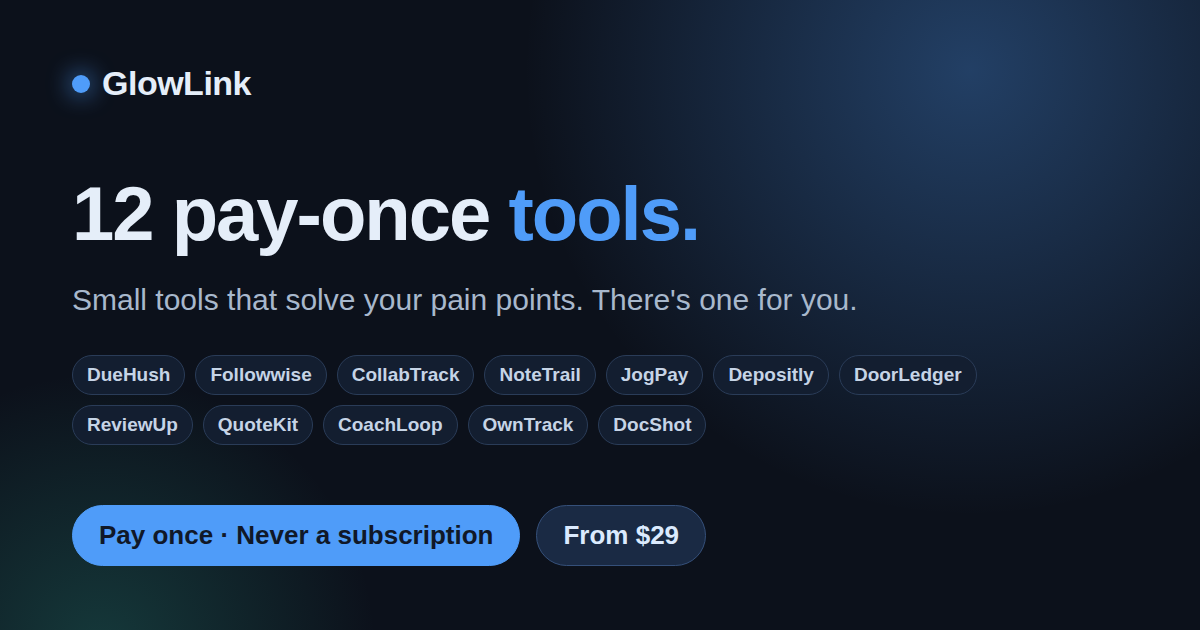 GlowLink
12 pay-once tools.
Small tools that solve your pain points. There's one for you.
DueHush Followwise CollabTrack NoteTrail JogPay Depositly DoorLedger
ReviewUp QuoteKit CoachLoop OwnTrack DocShot
Pay once · Never a subscription From $29